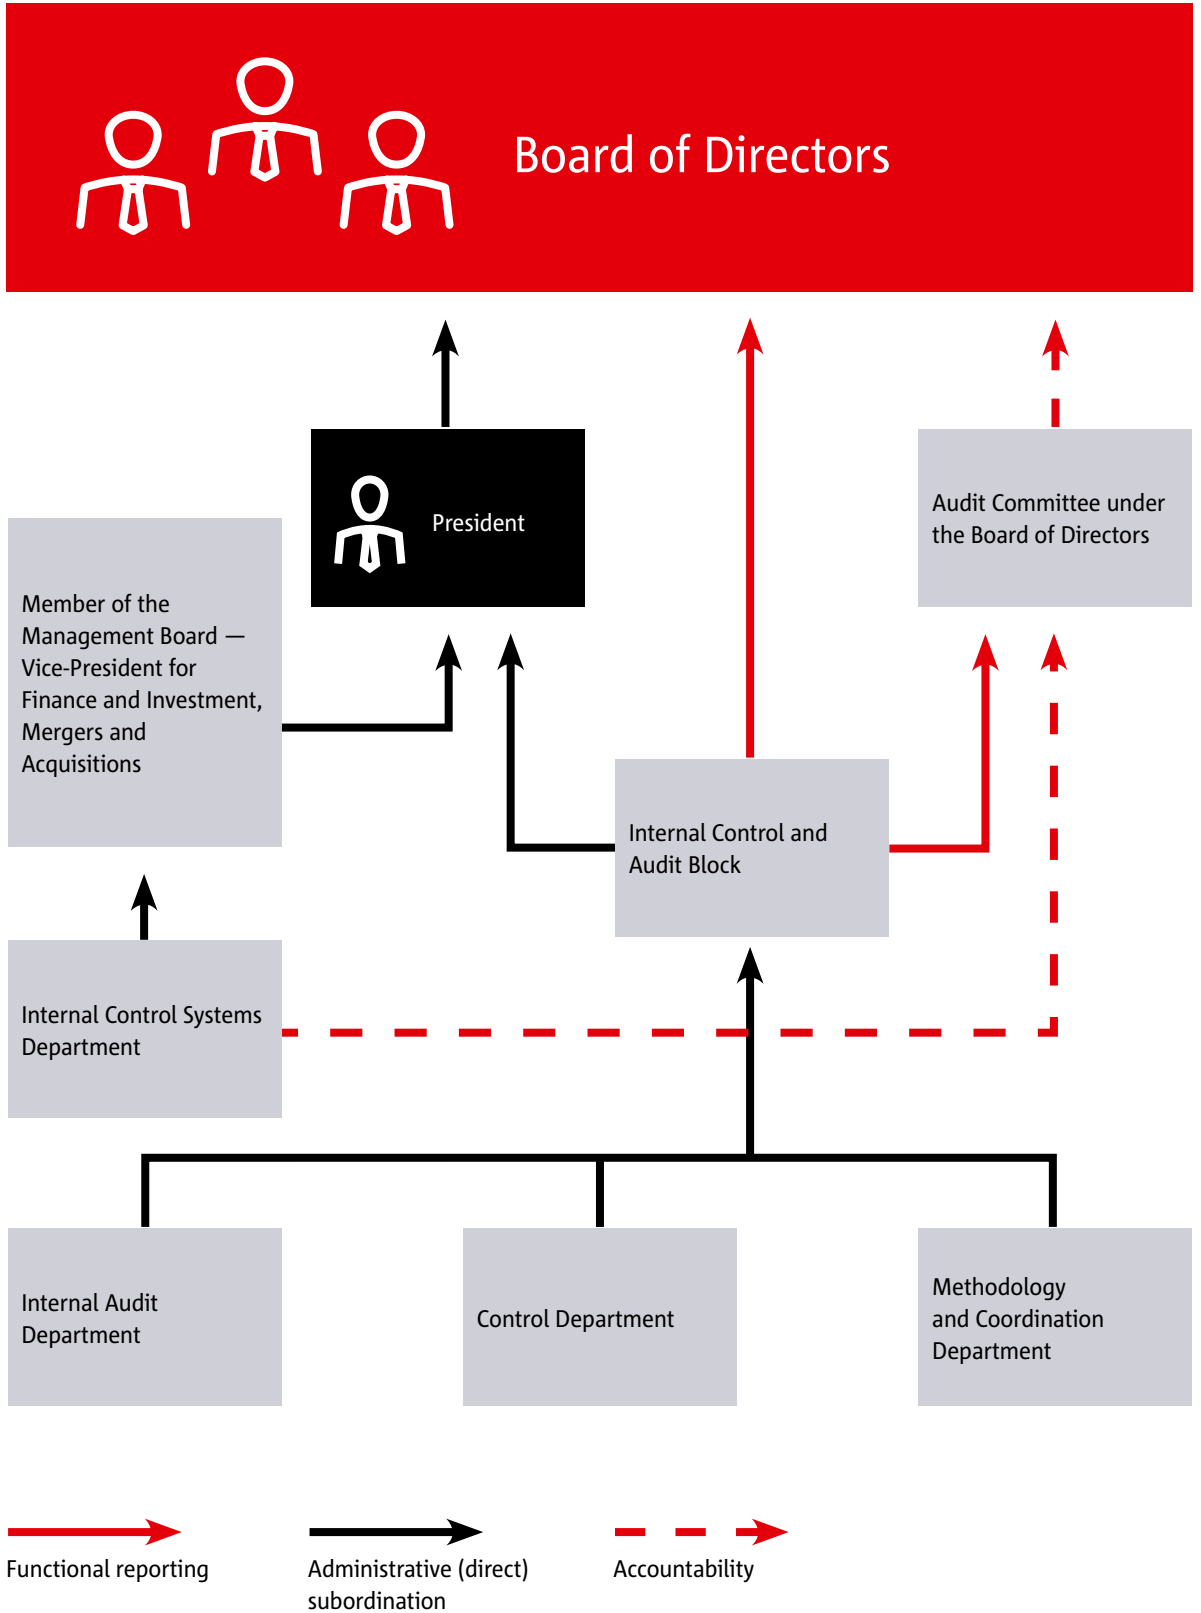 Board of Directors
President
Audit Committee under
the Board of Directors
Member of the
Management Board —
Vice-President for
Finance and Investment,
Mergers and
Acquisitions
Internal Control and
Audit Block
Internal Control Systems
Department
Internal Audit
Department
Control Department
Methodology
and Coordination
Department
Functional reporting
Administrative (direct)
subordination
Accountability